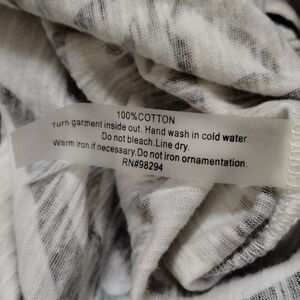 100%COTTON
Turn garment inside out. Hand wash in cold water.
Do not bleach.Line dry.
Warm Iron if necessary.Do not iron ornamentation.
RN#98294